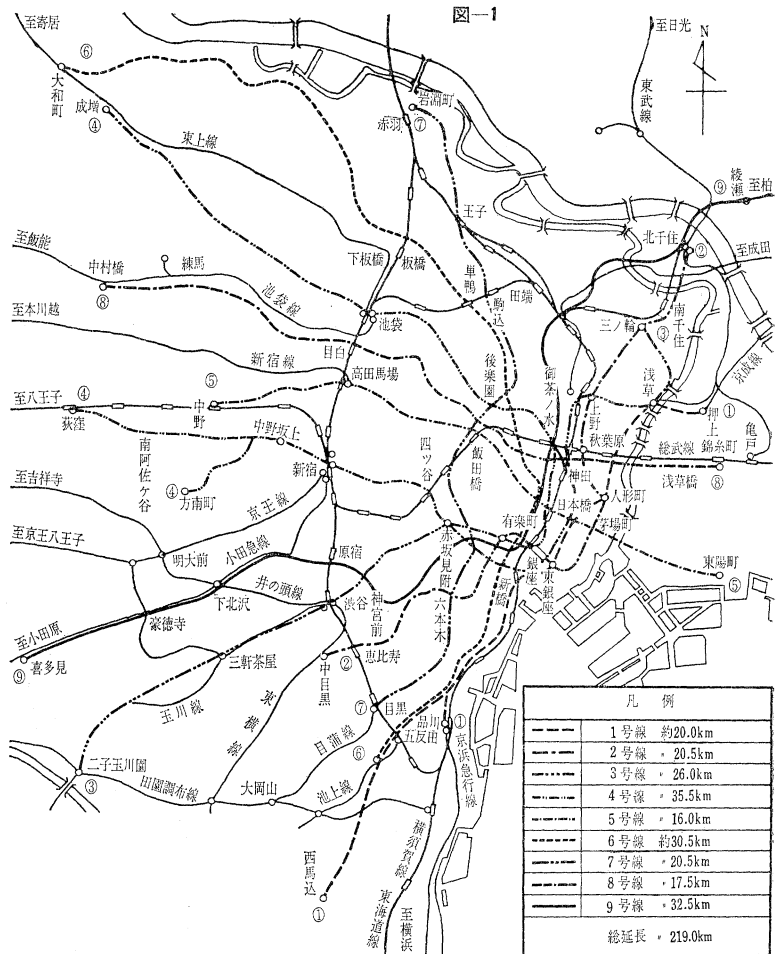 図—1
至寄居
⑥
大和町
成増
④
東上線
岩淵町
赤羽
⑦
至日光
N
東武線
⑨
綾瀬
至柏
王子
北千住
②
至成田
至飯能
中村橋
練馬
⑧
池袋線
下板橋
板橋
巣鴨
駒込
田端
三ノ輪
南千住
③
池袋
至本川越
新宿線
目白
高田馬場
後楽園
御茶ノ水
上野
浅草
京成線
押上
①
亀戸
至八王子
④
荻窪
⑤
中野
中野坂上
南阿佐ケ谷
新宿
四ツ谷
飯田橋
秋葉原
総武線
錦糸町
浅草橋
⑧
神田
日本橋
人形町
茅場町
④
方南町
至吉祥寺
京王線
至京王八王子
明大前
小田急線
原宿
赤坂見附
有楽町
新橋
銀座
東銀座
東陽町
⑤
井の頭線
下北沢
渋谷
神宮前
六本木
至小田原
⑨
喜多見
豪徳寺
三軒茶屋
玉川線
東横線
②
中目黒
恵比寿
⑦
目黒
品川
①
五反田
⑥
京浜急行線
目蒲線
二子玉川園
③
田園調布線
大岡山
池上線
西馬込
①
横須賀線
東海道線
至横浜
凡例
1号線 約20.0km
2号線 〃 20.5km
3号線 〃 26.0km
4号線 〃 35.5km
5号線 〃 16.0km
6号線 約30.5km
7号線 〃 20.5km
8号線 〃 17.5km
9号線 〃 32.5km
総延長 〃 219.0km